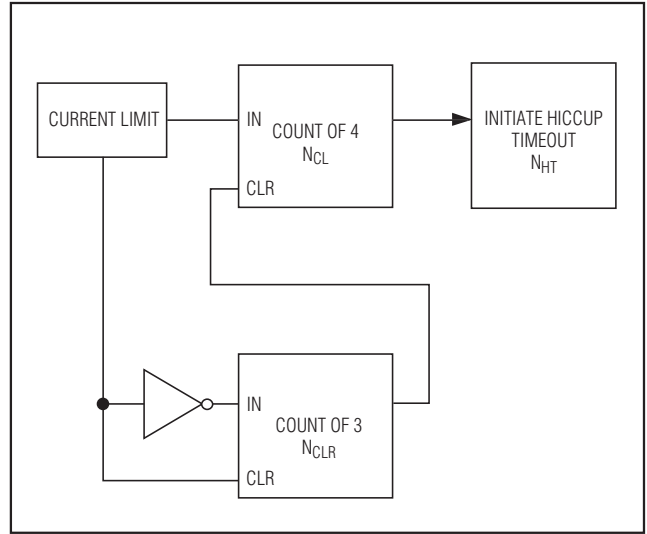 CURRENT LIMIT
IN
COUNT OF 4
NCL
CLR
INITIATE HICCUP
TIMEOUT
NHT
IN
COUNT OF 3
NCLR
CLR